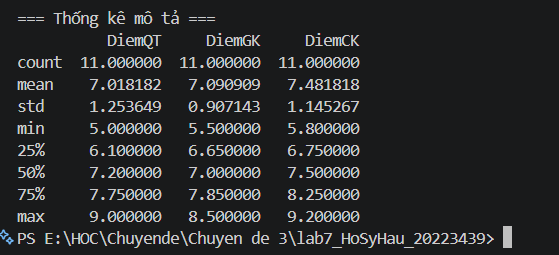 === Thống kê mô tả ===
DiemQT DiemGK DiemCK
count 11.000000 11.000000 11.000000
mean 7.018182 7.090909 7.481818
std 1.253649 0.907143 1.145267
min 5.000000 5.500000 5.800000
25% 6.100000 6.650000 6.750000
50% 7.200000 7.000000 7.500000
75% 7.750000 7.850000 8.250000
max 9.000000 8.500000 9.200000
PS E:\HOC\Chuyende\Chuyen de 3\lab7_HoSyHau_20223439>